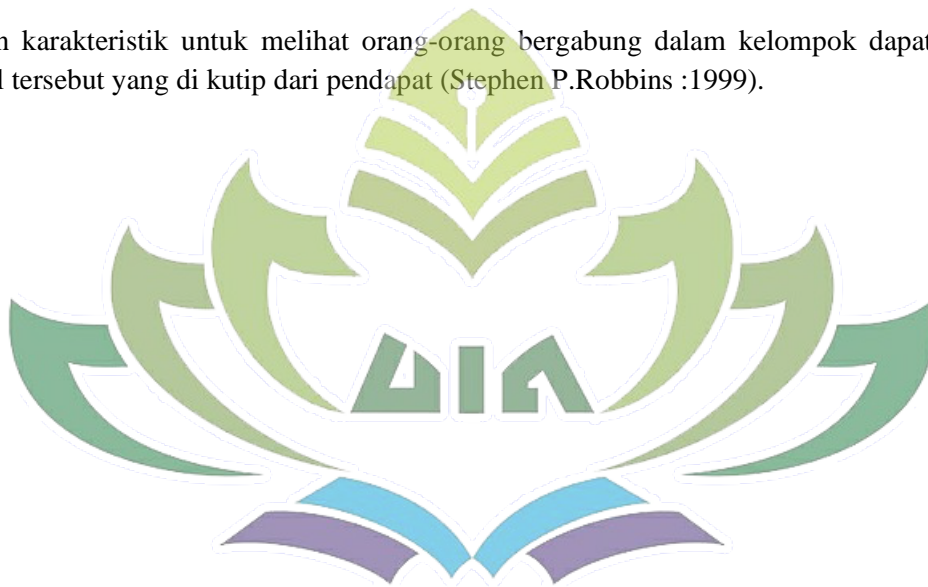 karakteristik untuk melihat orang-orang bergabung dalam kelompok dapat
tersebut yang di kutip dari pendapat (Stephen P.Robbins :1999).